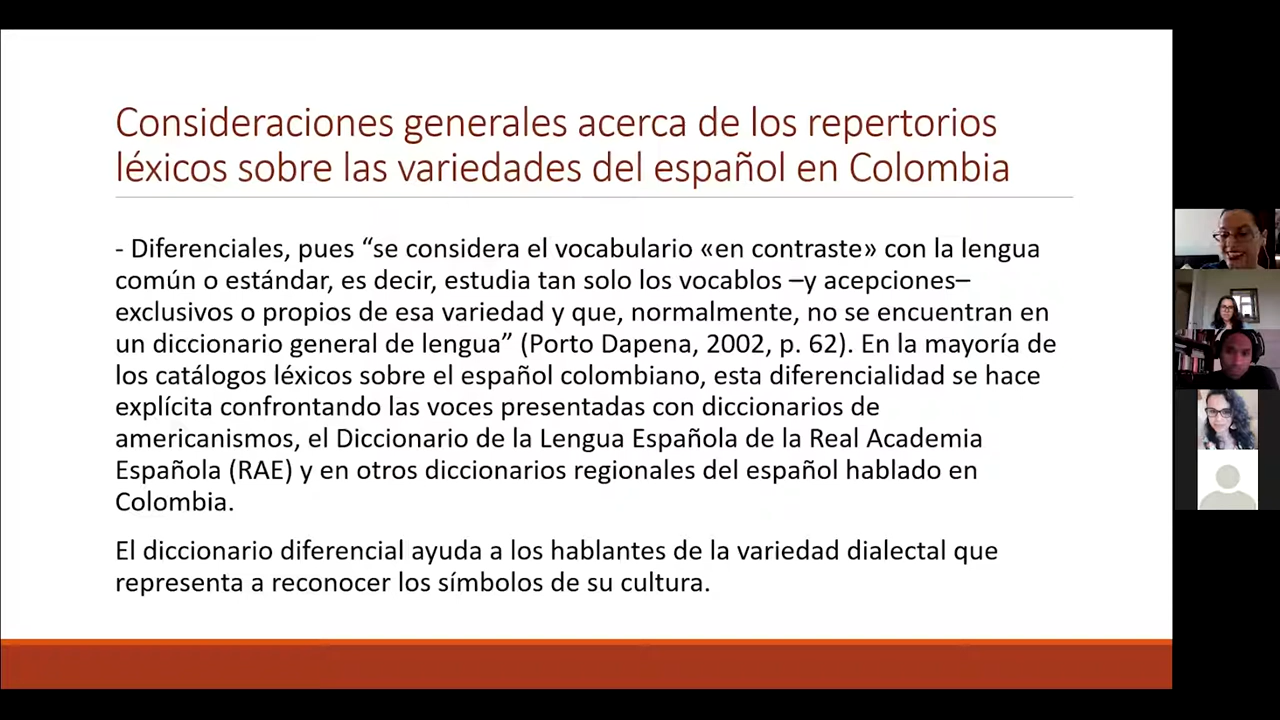 Consideraciones generales acerca de los repertorios
léxicos sobre las variedades del español en Colombia
- Diferenciales, pues “se considera el vocabulario «en contraste» con la lengua
común o estándar, es decir, estudia tan solo los vocablos –y acepciones–
exclusivos o propios de esa variedad y que, normalmente, no se encuentran en
un diccionario general de lengua” (Porto Dapena, 2002, p. 62). En la mayoría de
los catálogos léxicos sobre el español colombiano, esta diferencialidad se hace
explícita confrontando las voces presentadas con diccionarios de
americanismos, el Diccionario de la Lengua Española de la Real Academia
Española (RAE) y en otros diccionarios regionales del español hablado en
Colombia.
El diccionario diferencial ayuda a los hablantes de la variedad dialectal que
representa a reconocer los símbolos de su cultura.